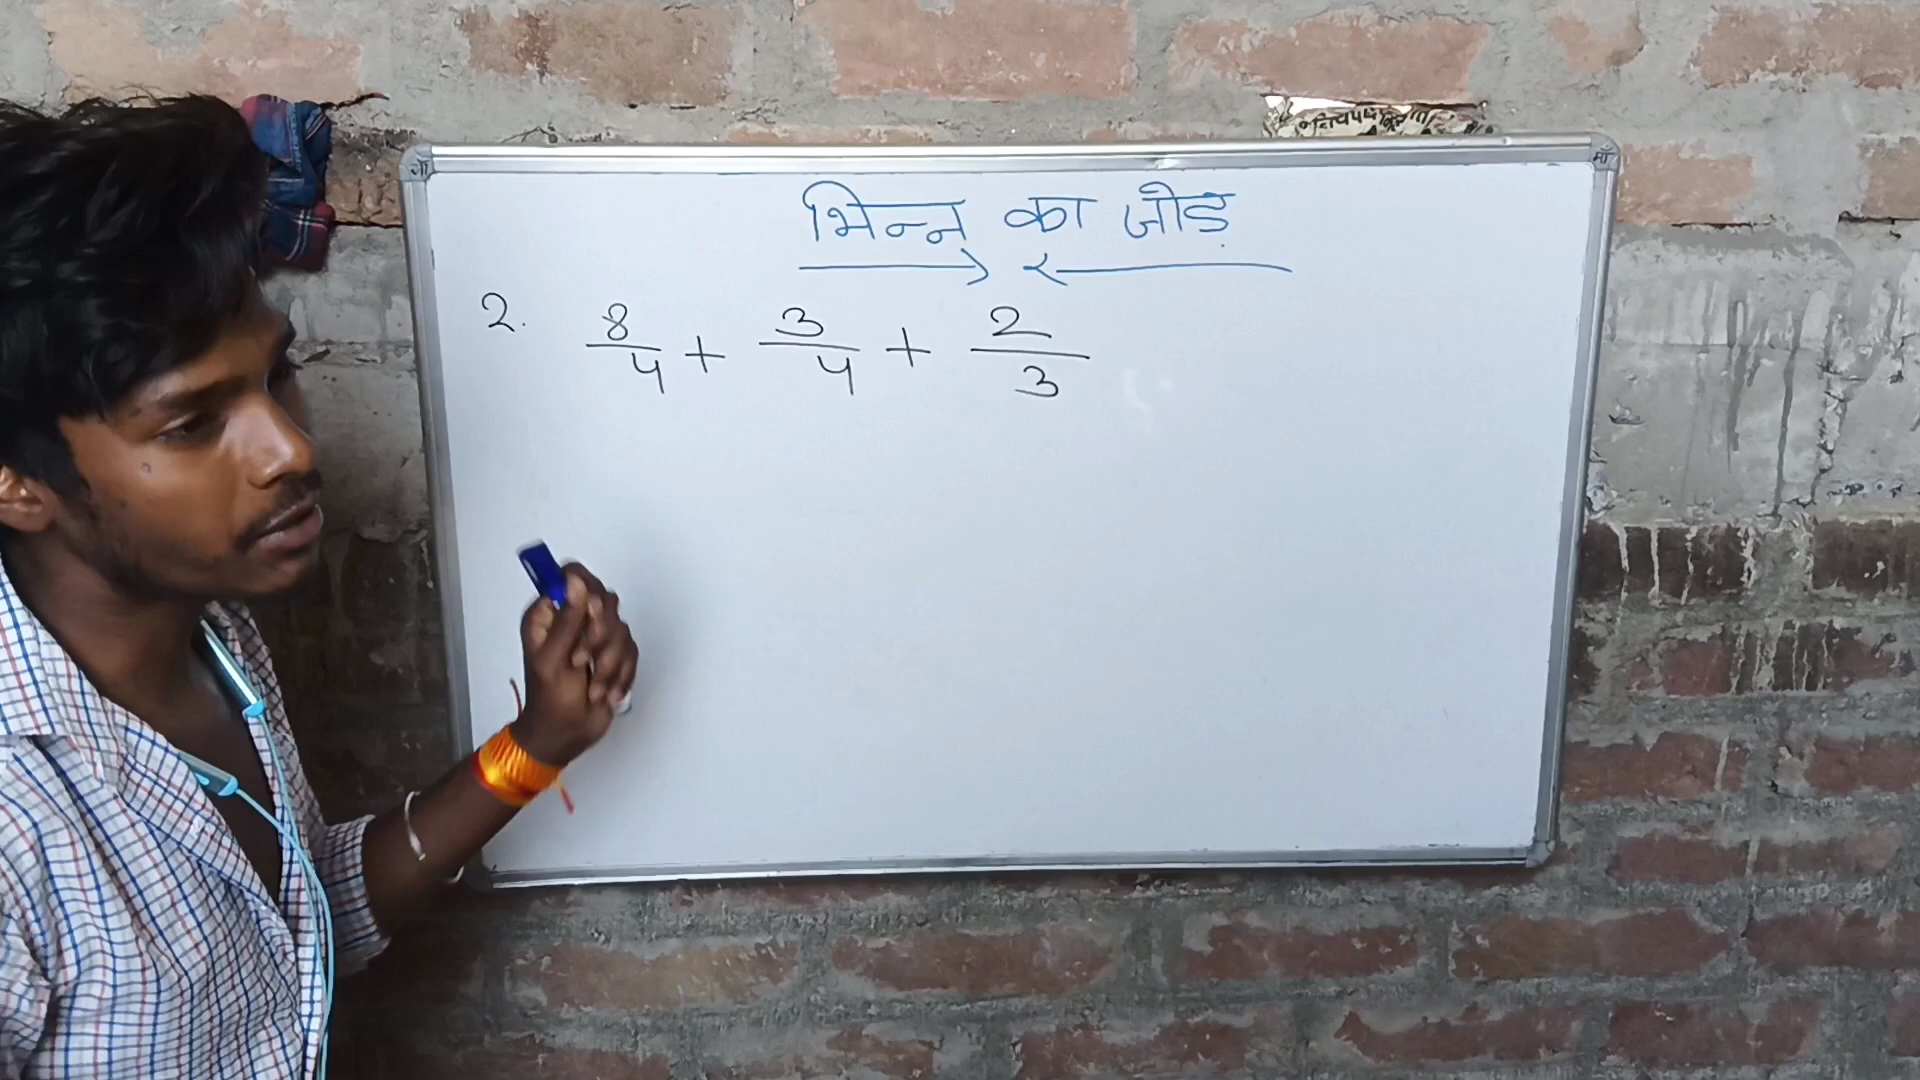 भिन्न का जोड़
2. 8/4 + 3/4 + 2/3